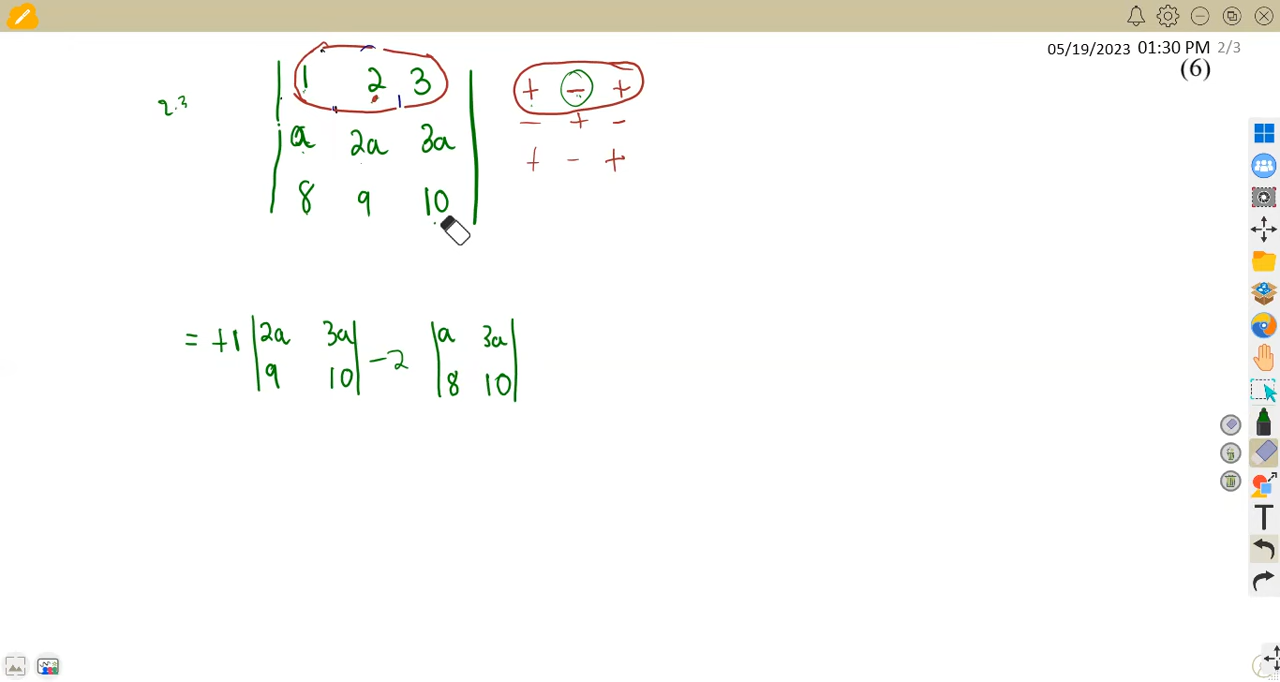 05/19/2023 01:30 PM 2/3
(6)
2.3
1 2 3 + − +
a 2a 3a − + −
8 9 10 + − +
= +1 |2a 3a| − 2 |a 3a|
|9 10| |8 10|
T